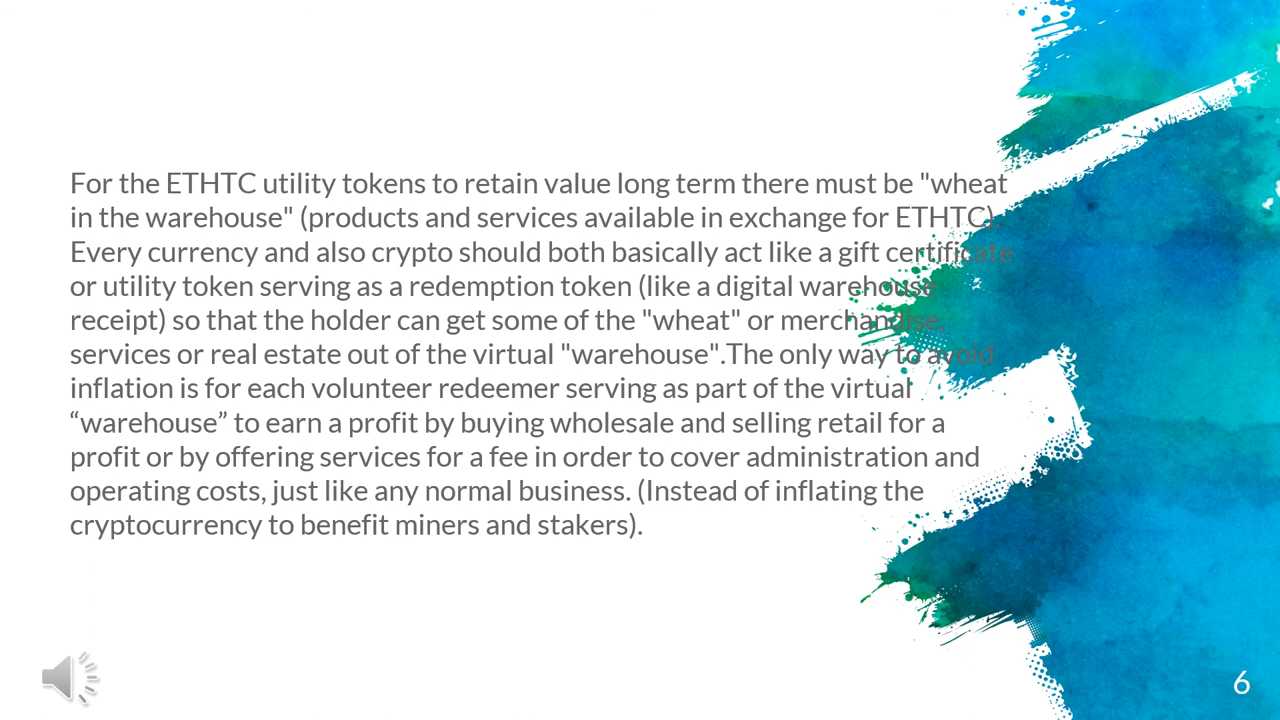 For the ETHTC utility tokens to retain value long term there must be "wheat
in the warehouse" (products and services available in exchange for ETHTC).
Every currency and also crypto should both basically act like a gift certificate
or utility token serving as a redemption token (like a digital warehouse
receipt) so that the holder can get some of the "wheat" or merchandise,
services or real estate out of the virtual "warehouse".The only way to avoid
inflation is for each volunteer redeemer serving as part of the virtual
“warehouse” to earn a profit by buying wholesale and selling retail for a
profit or by offering services for a fee in order to cover administration and
operating costs, just like any normal business. (Instead of inflating the
cryptocurrency to benefit miners and stakers).
6